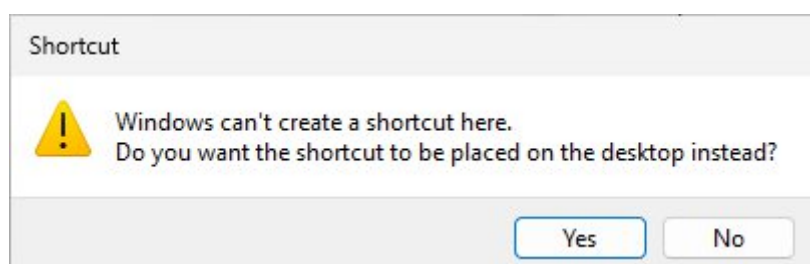 Shortcut
Windows can't create a shortcut here.
Do you want the shortcut to be placed on the desktop instead?
Yes No